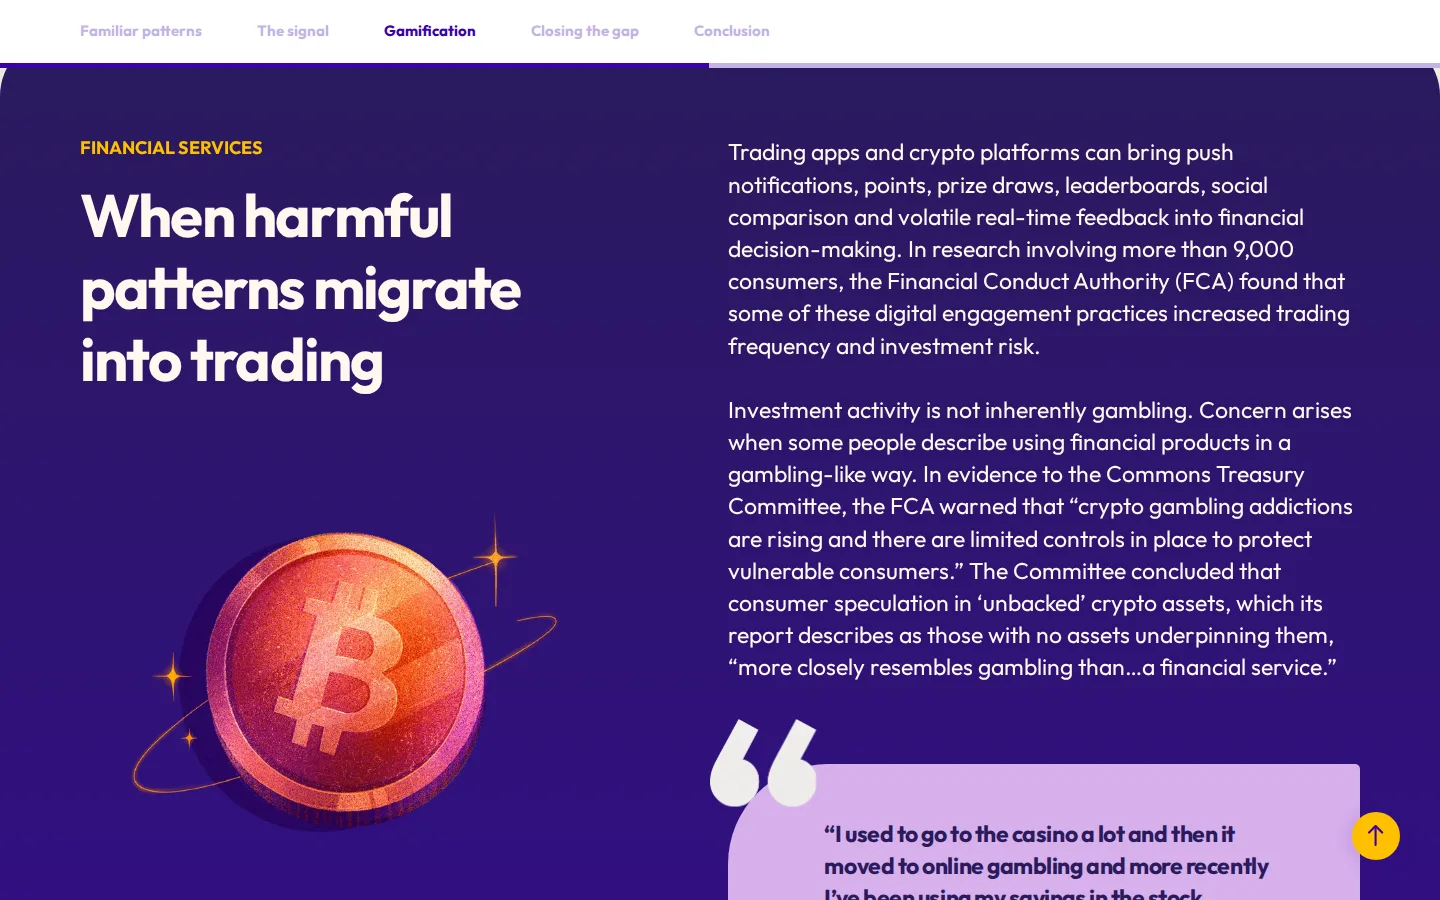 Familiar patterns
The signal
Gamification
Closing the gap
Conclusion
FINANCIAL SERVICES
When harmful
patterns migrate
into trading
Trading apps and crypto platforms can bring push
notifications, points, prize draws, leaderboards, social
comparison and volatile real-time feedback into financial
decision-making. In research involving more than 9,000
consumers, the Financial Conduct Authority (FCA) found that
some of these digital engagement practices increased trading
frequency and investment risk.
Investment activity is not inherently gambling. Concern arises
when some people describe using financial products in a
gambling-like way. In evidence to the Commons Treasury
Committee, the FCA warned that “crypto gambling addictions
are rising and there are limited controls in place to protect
vulnerable consumers.” The Committee concluded that
consumer speculation in ‘unbacked’ crypto assets, which its
report describes as those with no assets underpinning them,
“more closely resembles gambling than...a financial service.”
“I used to go to the casino a lot and then it
moved to online gambling and more recently
I’ve been using my savings in the stock